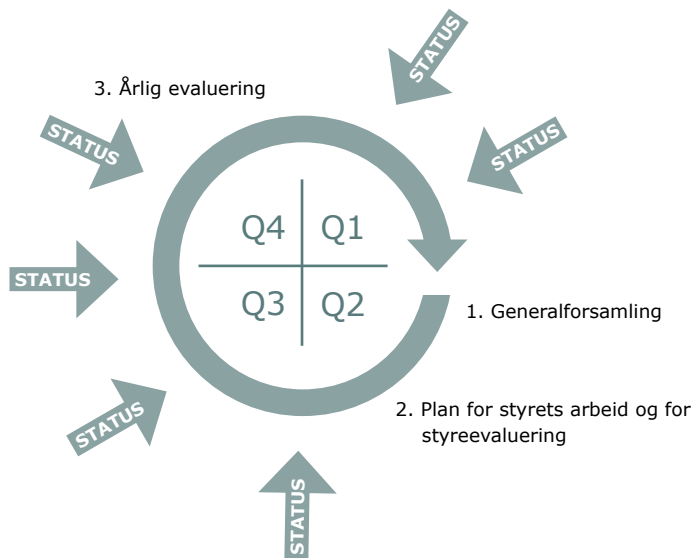 STATUS
3. Årlig evaluering
STATUS
STATUS
Q4
Q1
STATUS
Q3
Q2
1. Generalforsamling
STATUS
2. Plan for styrets arbeid og for
styreevaluering
STATUS